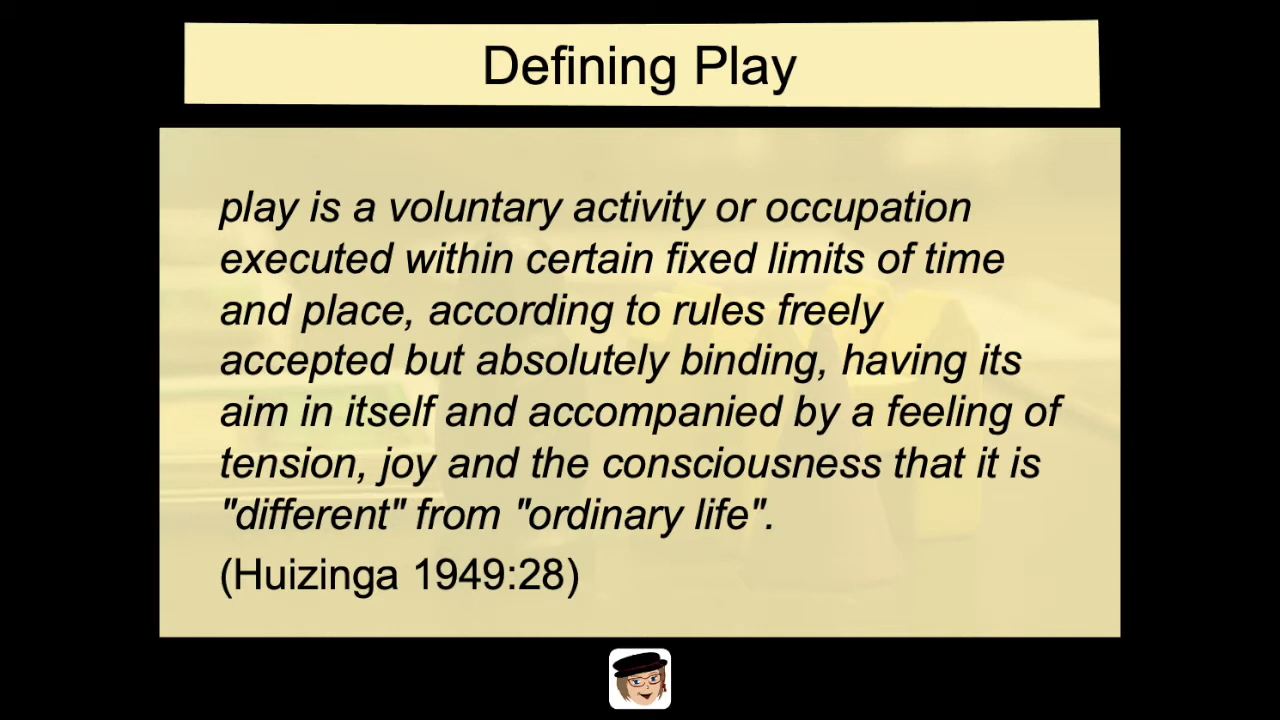 Defining Play
play is a voluntary activity or occupation
executed within certain fixed limits of time
and place, according to rules freely
accepted but absolutely binding, having its
aim in itself and accompanied by a feeling of
tension, joy and the consciousness that it is
"different" from "ordinary life".
(Huizinga 1949:28)